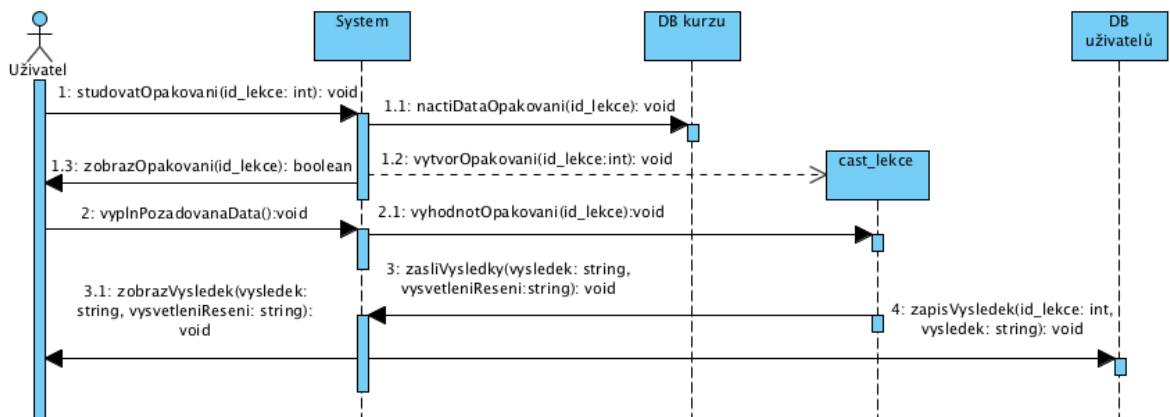 System
DB kurzu
DB
uživatelů
Uživatel
1: studovatOpakovani(id_lekce: int): void
1.1: nactiDataOpakovani(id_lekce): void
1.2: vytvorOpakovani(id_lekce:int): void
cast_lekce
1.3: zobrazOpakovani(id_lekce): boolean
2: vyplnPozadovanaData():void
2.1: vyhodnotOpakovani(id_lekce):void
3: zasliVysledky(vysledek: string,
vysvetleniReseni:string): void
3.1: zobrazVysledek(vysledek:
string, vysvetleniReseni: string):
void
4: zapisVysledek(id_lekce: int,
vysledek: string): void